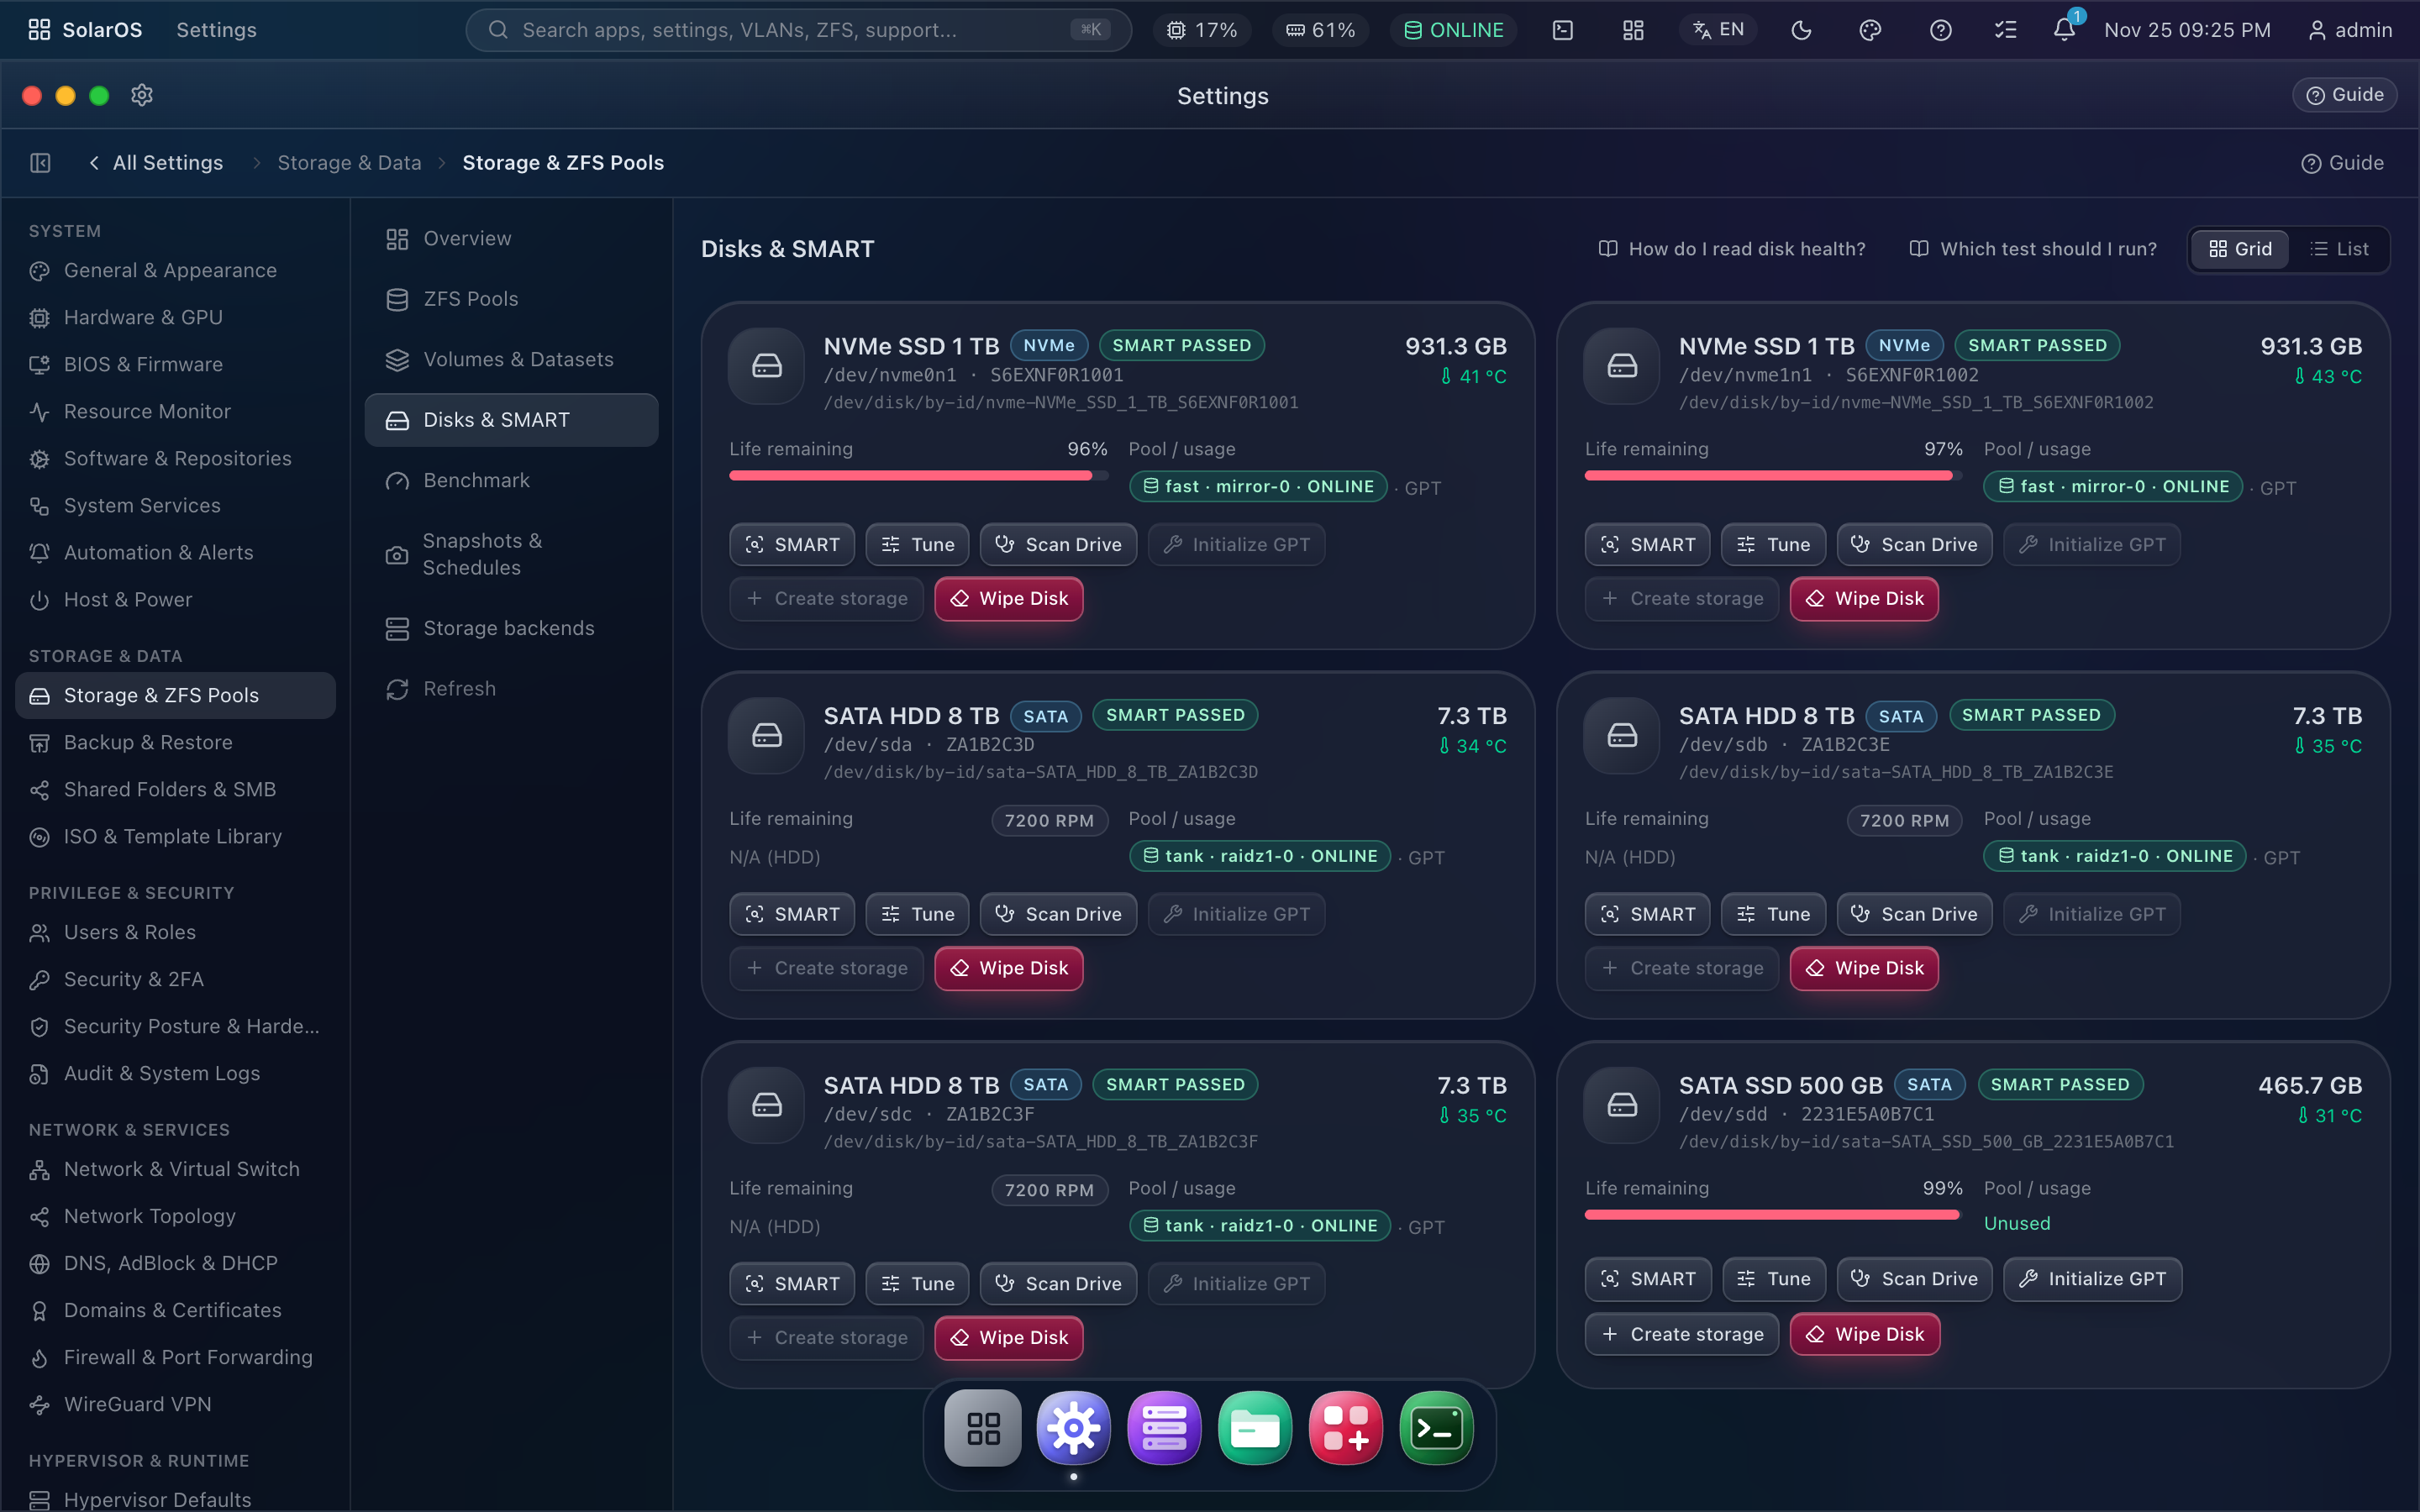 SolarOS Settings Search apps, settings, VLANs, ZFS, support... ⌘K 17% 61% ONLINE EN 1 Nov 25 09:25 PM admin
Settings
Guide
All Settings > Storage & Data > Storage & ZFS Pools
Guide
SYSTEM
General & Appearance
Hardware & GPU
BIOS & Firmware
Resource Monitor
Software & Repositories
System Services
Automation & Alerts
Host & Power
STORAGE & DATA
Storage & ZFS Pools
Backup & Restore
Shared Folders & SMB
ISO & Template Library
PRIVILEGE & SECURITY
Users & Roles
Security & 2FA
Security Posture & Harde...
Audit & System Logs
NETWORK & SERVICES
Network & Virtual Switch
Network Topology
DNS, AdBlock & DHCP
Domains & Certificates
Firewall & Port Forwarding
WireGuard VPN
HYPERVISOR & RUNTIME
Hypervisor Defaults
Overview
ZFS Pools
Volumes & Datasets
Disks & SMART
Benchmark
Snapshots &
Schedules
Storage backends
Refresh
Disks & SMART
How do I read disk health?
Which test should I run?
Grid
List
NVMe SSD 1 TB NVMe SMART PASSED 931.3 GB
/dev/nvme0n1 · S6EXNF0R1001 41 °C
/dev/disk/by-id/nvme-NVMe_SSD_1_TB_S6EXNF0R1001
Life remaining 96% Pool / usage
fast · mirror-0 · ONLINE · GPT
SMART Tune Scan Drive Initialize GPT
Create storage Wipe Disk
NVMe SSD 1 TB NVMe SMART PASSED 931.3 GB
/dev/nvme1n1 · S6EXNF0R1002 43 °C
/dev/disk/by-id/nvme-NVMe_SSD_1_TB_S6EXNF0R1002
Life remaining 97% Pool / usage
fast · mirror-0 · ONLINE · GPT
SMART Tune Scan Drive Initialize GPT
Create storage Wipe Disk
SATA HDD 8 TB SATA SMART PASSED 7.3 TB
/dev/sda · ZA1B2C3D 34 °C
/dev/disk/by-id/sata-SATA_HDD_8_TB_ZA1B2C3D
Life remaining 7200 RPM Pool / usage
N/A (HDD) tank · raidz1-0 · ONLINE · GPT
SMART Tune Scan Drive Initialize GPT
Create storage Wipe Disk
SATA HDD 8 TB SATA SMART PASSED 7.3 TB
/dev/sdb · ZA1B2C3E 35 °C
/dev/disk/by-id/sata-SATA_HDD_8_TB_ZA1B2C3E
Life remaining 7200 RPM Pool / usage
N/A (HDD) tank · raidz1-0 · ONLINE · GPT
SMART Tune Scan Drive Initialize GPT
Create storage Wipe Disk
SATA HDD 8 TB SATA SMART PASSED 7.3 TB
/dev/sdc · ZA1B2C3F 35 °C
/dev/disk/by-id/sata-SATA_HDD_8_TB_ZA1B2C3F
Life remaining 7200 RPM Pool / usage
N/A (HDD) tank · raidz1-0 · ONLINE · GPT
SMART Tune Scan Drive Initialize GPT
Create storage Wipe Disk
SATA SSD 500 GB SATA SMART PASSED 465.7 GB
/dev/sdd · 2231E5A0B7C1 31 °C
/dev/disk/by-id/sata-SATA_SSD_500_GB_2231E5A0B7C1
Life remaining 99% Pool / usage
Unused
SMART Tune Scan Drive Initialize GPT
Create storage Wipe Disk